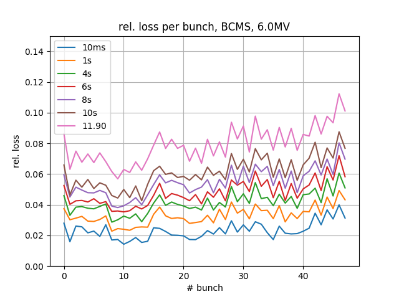 rel. loss per bunch, BCMS, 6.0MV
rel. loss
0.14
0.12
0.10
0.08
0.06
0.04
0.02
0.00
10ms
1s
4s
6s
8s
10s
11.90
0
10
20
30
40
# bunch